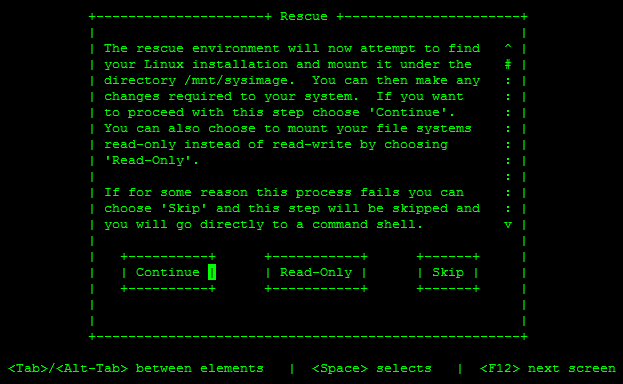 Rescue
The rescue environment will now attempt to find ^
your Linux installation and mount it under the #
directory /mnt/sysimage.  You can then make any :
changes required to your system.  If you want :
to proceed with this step choose 'Continue'. :
You can also choose to mount your file systems :
read-only instead of read-write by choosing :
'Read-Only'. :
:
If for some reason this process fails you can :
choose 'Skip' and this step will be skipped and :
you will go directly to a command shell. v
| Continue | | Read-Only | | Skip |
<Tab>/<Alt-Tab> between elements | <Space> selects | <F12> next screen